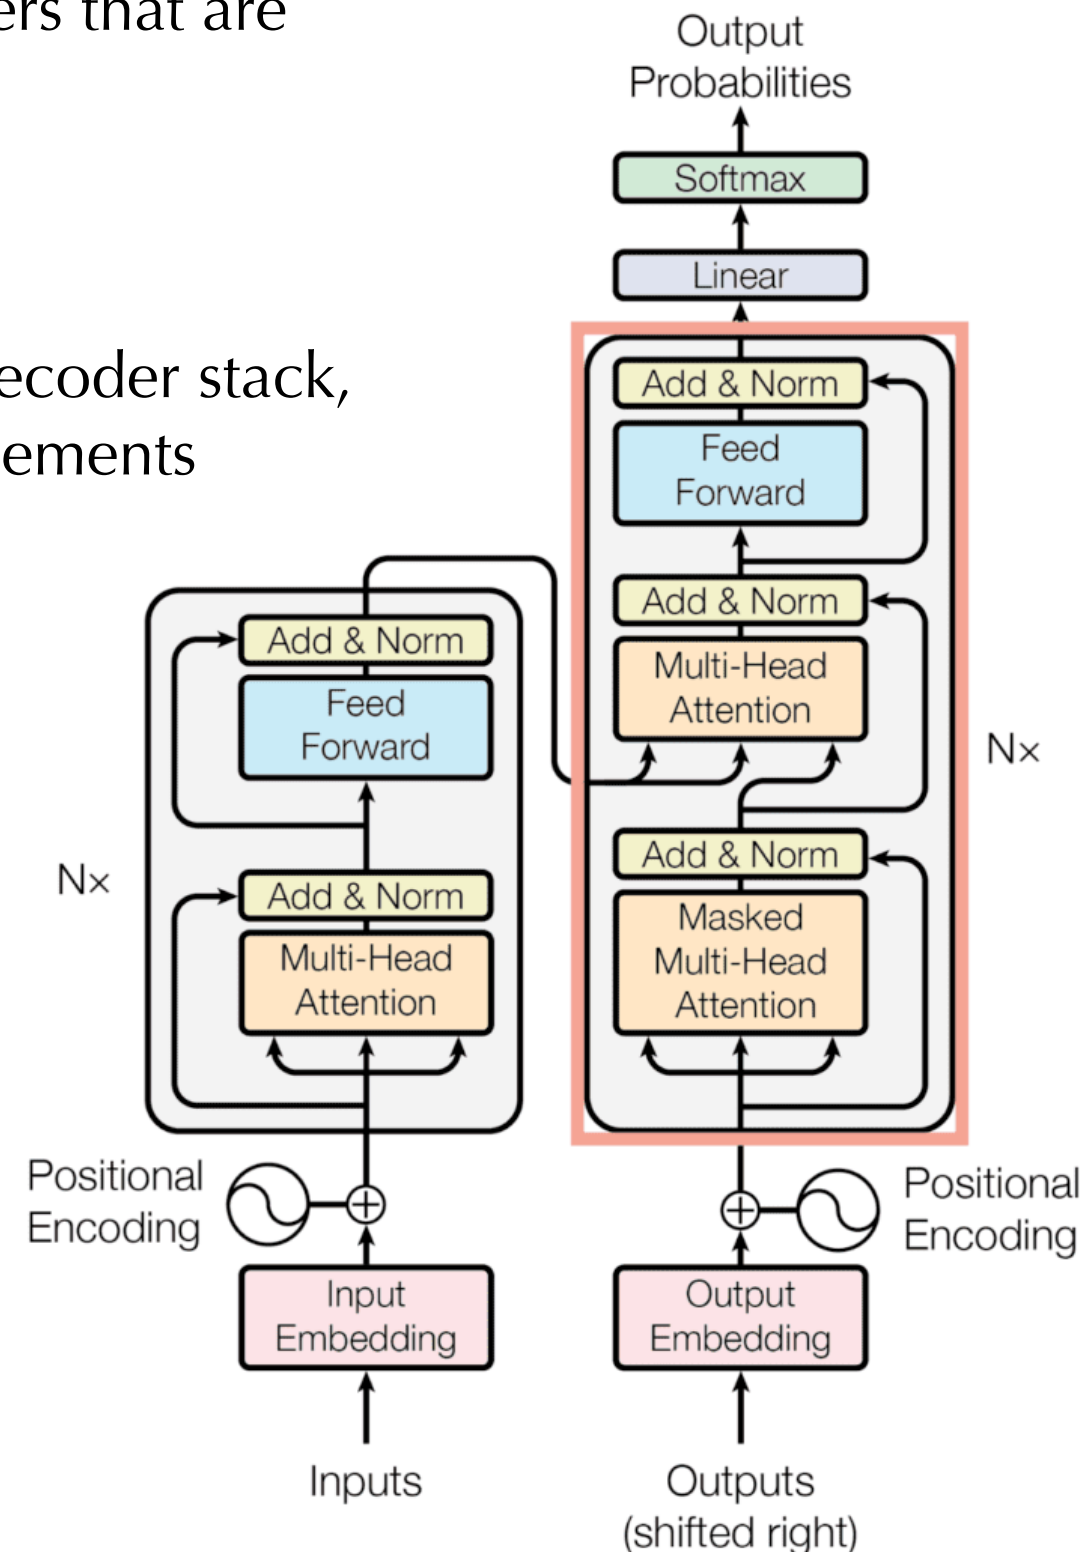 ers that are
ecoder stack,
ements
Output
Probabilities
Softmax
Linear
Add & Norm
Feed
Forward
Add & Norm
Multi-Head
Attention
Nx
Add & Norm
Masked
Multi-Head
Attention
Add & Norm
Feed
Forward
Nx
Add & Norm
Multi-Head
Attention
Positional
Encoding
Positional
Encoding
Input
Embedding
Output
Embedding
Inputs
Outputs
(shifted right)